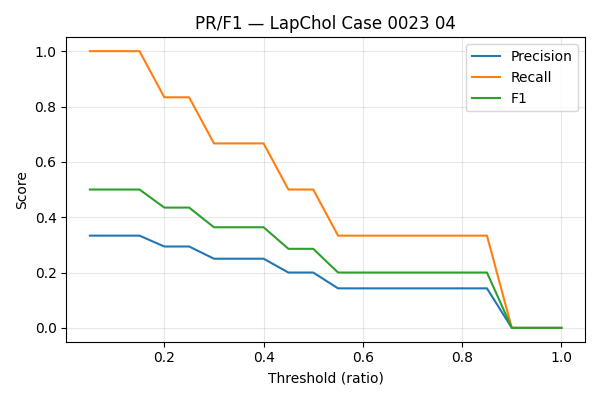 PR/F1 — LapChol Case 0023 04
Score
1.0
0.8
0.6
0.4
0.2
0.0
Precision
Recall
F1
0.2 0.4 0.6 0.8 1.0
Threshold (ratio)